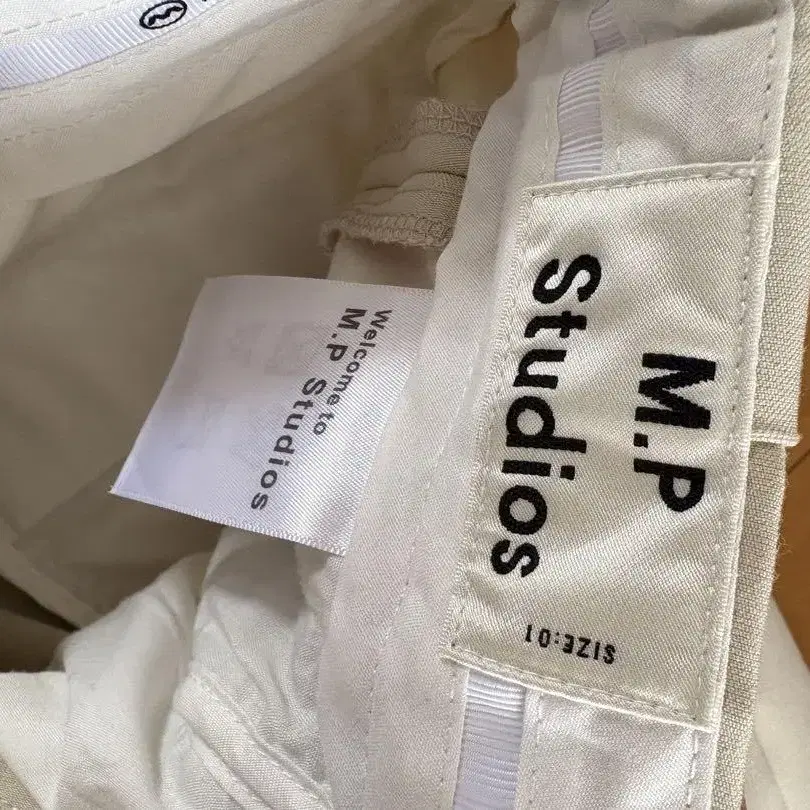 M.P
Studios
SIZE:01
Welcome to
M.P Studios